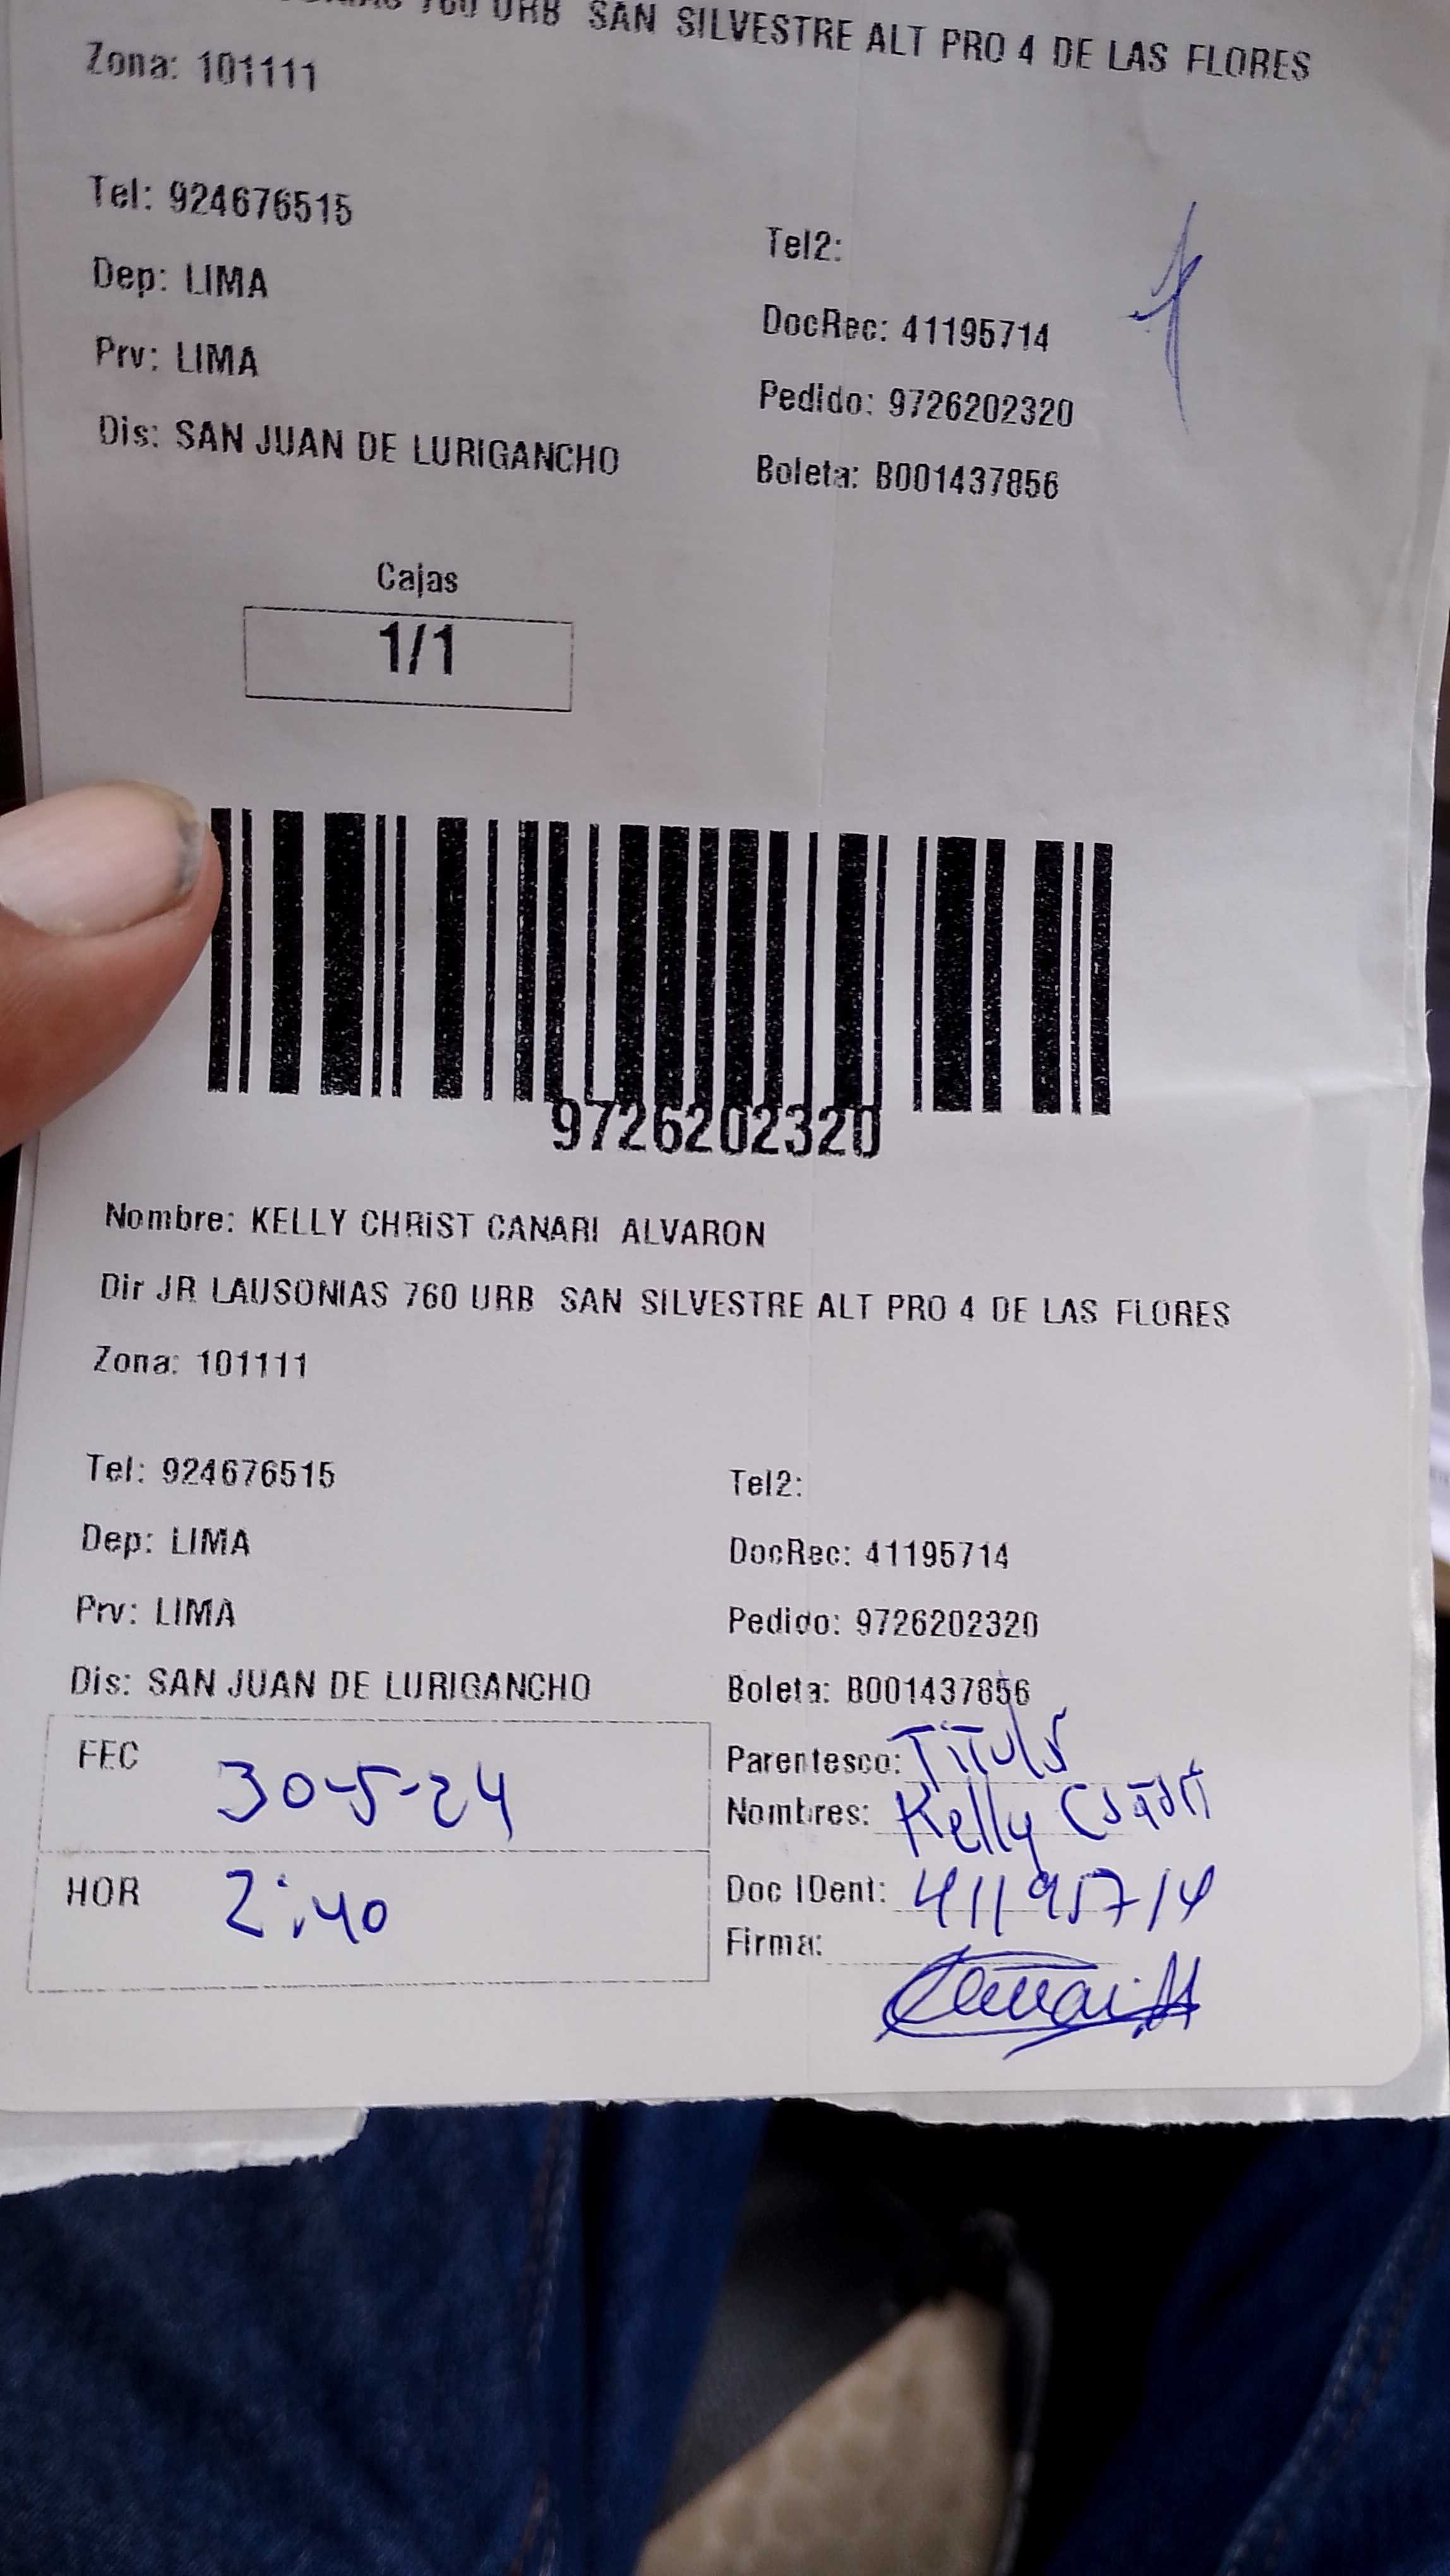 760 URB SAN SILVESTRE ALT PRO 4 DE LAS FLORES
Zona: 101111
Tel: 924676515
Tel2:
Dep: LIMA
DocRec: 41195714
Prv: LIMA
Pedido: 9726202320
Dis: SAN JUAN DE LURIGANCHO
Boleta: B001437856
Cajas
1/1
9726202320
Nombre: KELLY CHRIST CANARI ALVARON
Dir JR LAUSONIAS 760 URB SAN SILVESTRE ALT PRO 4 DE LAS FLORES
Zona: 101111
Tel: 924676515
Tel2:
Dep: LIMA
DocRec: 41195714
Prv: LIMA
Pedido: 9726202320
Dis: SAN JUAN DE LURIGANCHO
Boleta: B001437856
FEC 30-5-24
Parentesco:
Nombres: Kelly
HOR 2:40
Doc IDent: 41195714
Firma: